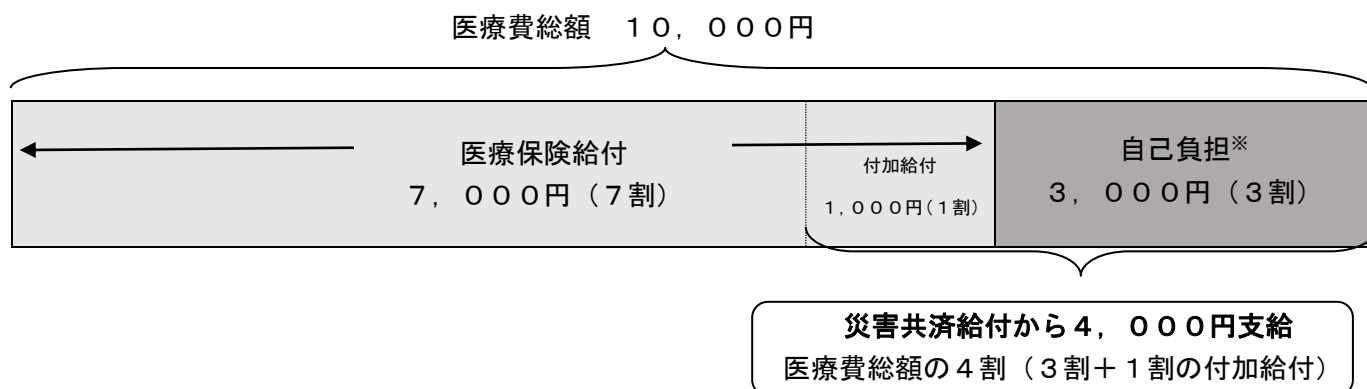 医療費総額　１０，０００円
医療保険給付
７，０００円（７割）
付加給付
１，０００円（１割）
自己負担※
３，０００円（３割）
災害共済給付から４，０００円支給
医療費総額の４割（３割＋１割の付加給付）